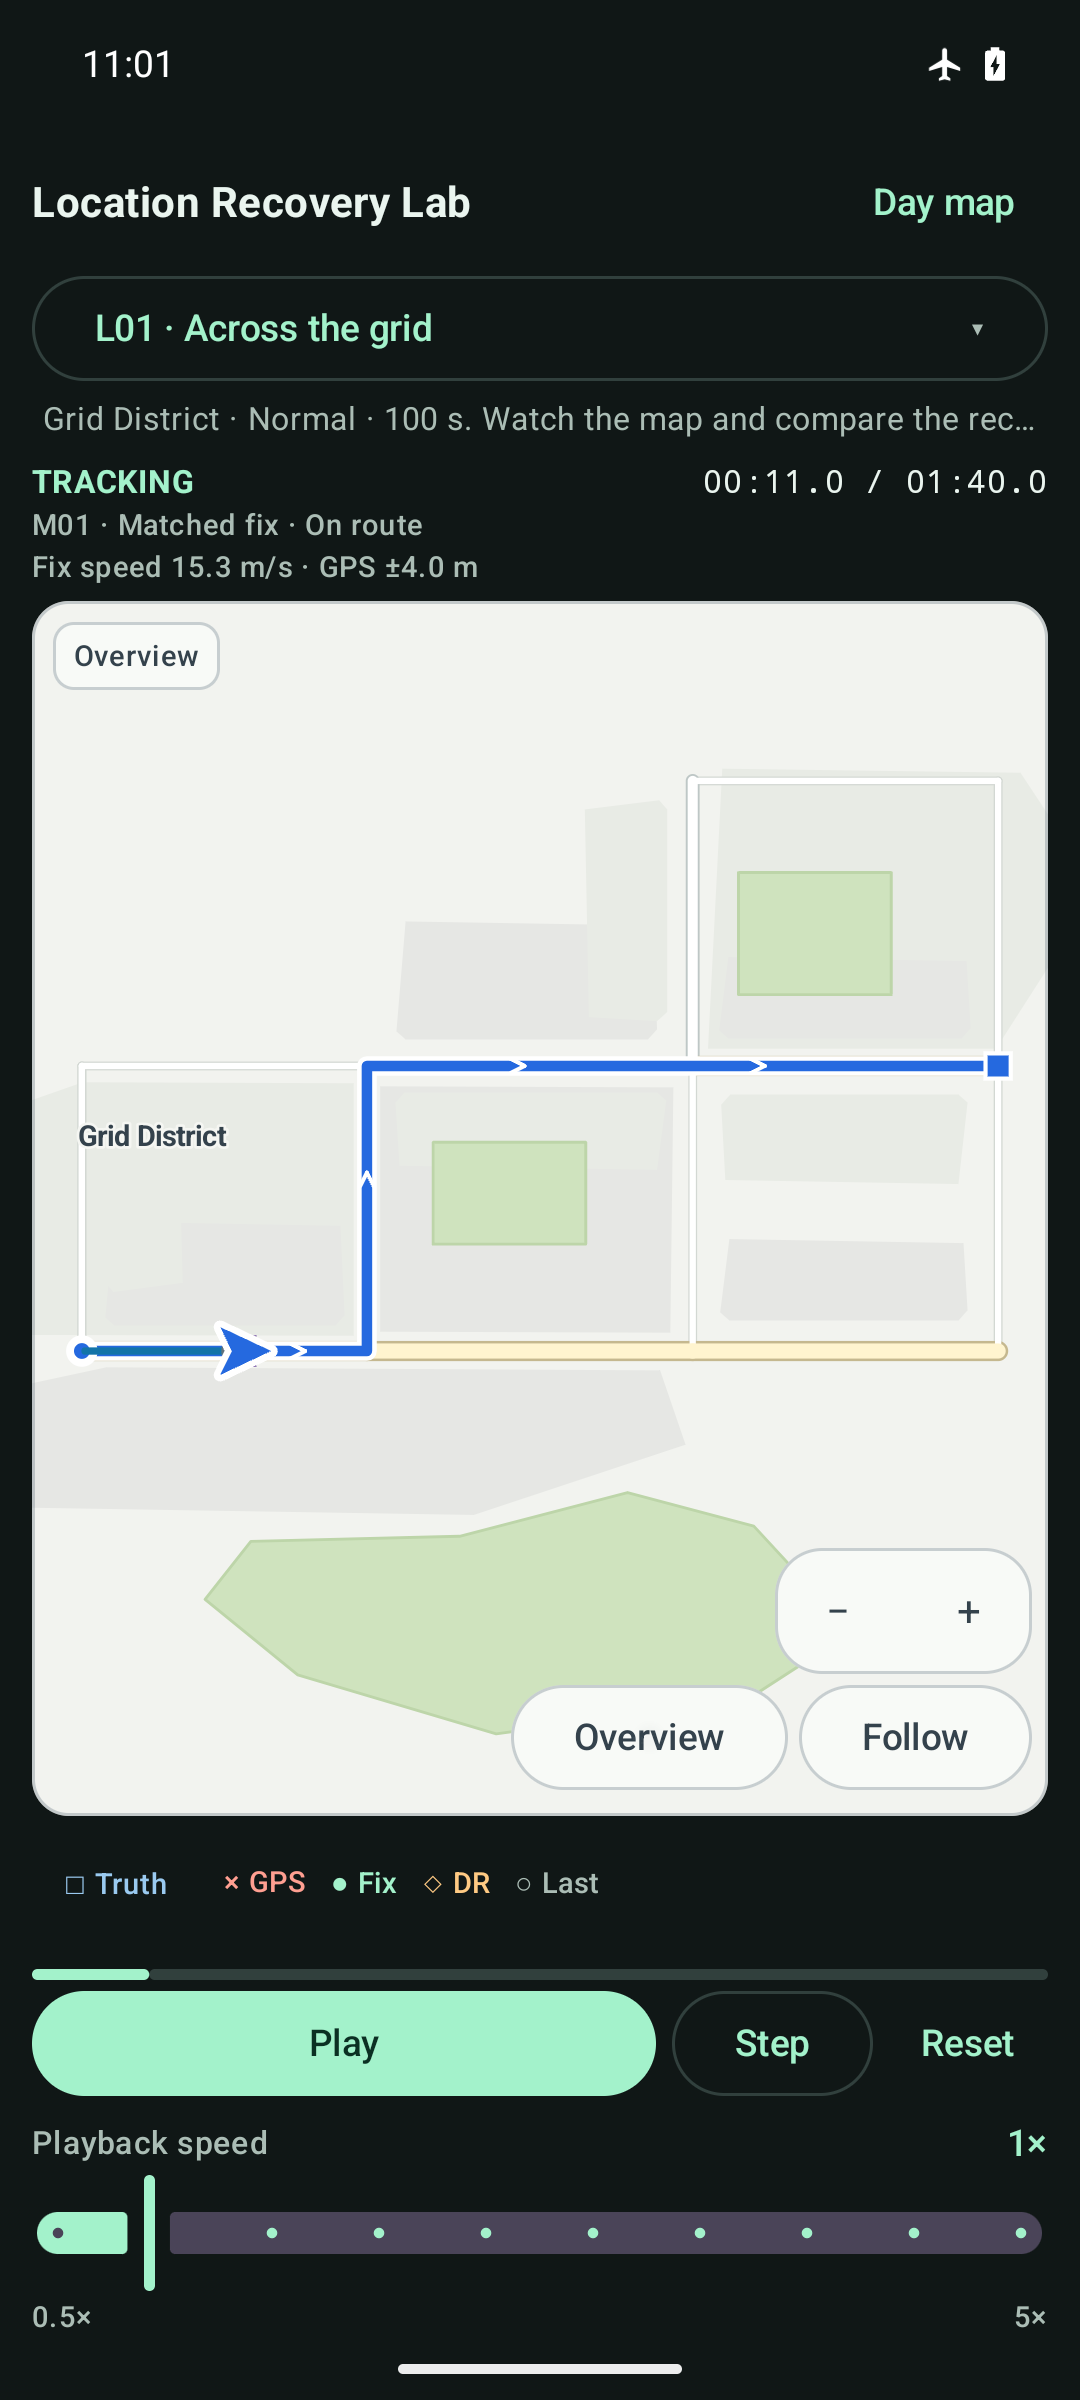 11:01
Location Recovery Lab
Day map
L01 · Across the grid
Grid District · Normal · 100 s. Watch the map and compare the rec…
TRACKING
00:11.0 / 01:40.0
M01 · Matched fix · On route
Fix speed 15.3 m/s · GPS ±4.0 m
Overview
Grid District
− +
Overview
Follow
□ Truth × GPS ● Fix ◇ DR ○ Last
Play
Step
Reset
Playback speed
1×
0.5×
5×